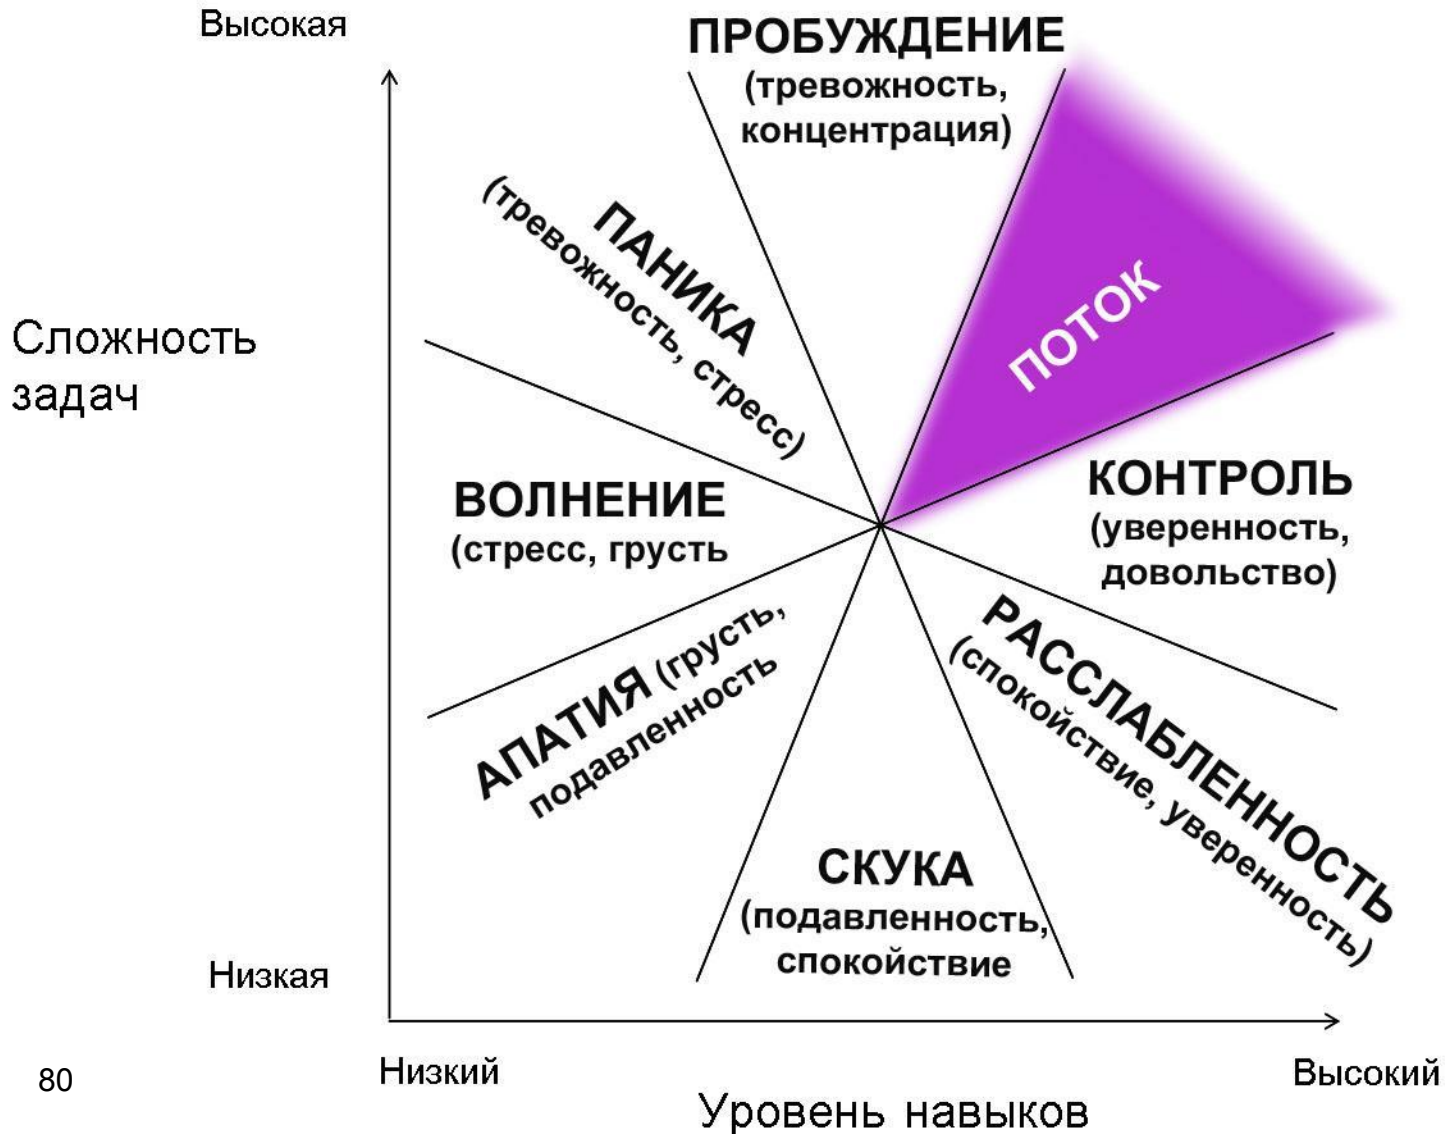 Высокая
ПРОБУЖДЕНИЕ
(тревожность,
концентрация)
ПАНИКА
(тревожность, стресс)
ПОТОК
Сложность
задач
ВОЛНЕНИЕ
(стресс, грусть
КОНТРОЛЬ
(уверенность,
довольство)
АПАТИЯ (грусть,
подавленность
РАССЛАБЛЕННОСТЬ
(спокойствие, уверенность)
СКУКА
(подавленность,
спокойствие
Низкая
80
Низкий
Высокий
Уровень навыков